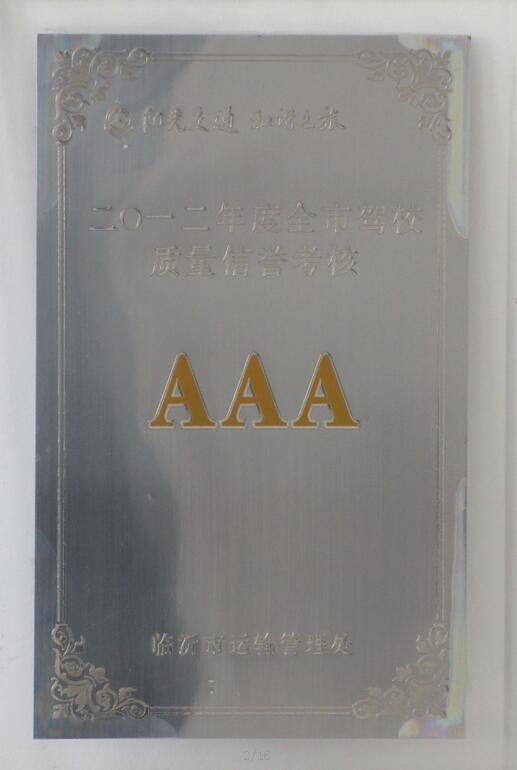 阳光交通 和谐之旅
二〇一二年度全市驾校
质量信誉考核
AAA
临沂市运输管理处
2/16